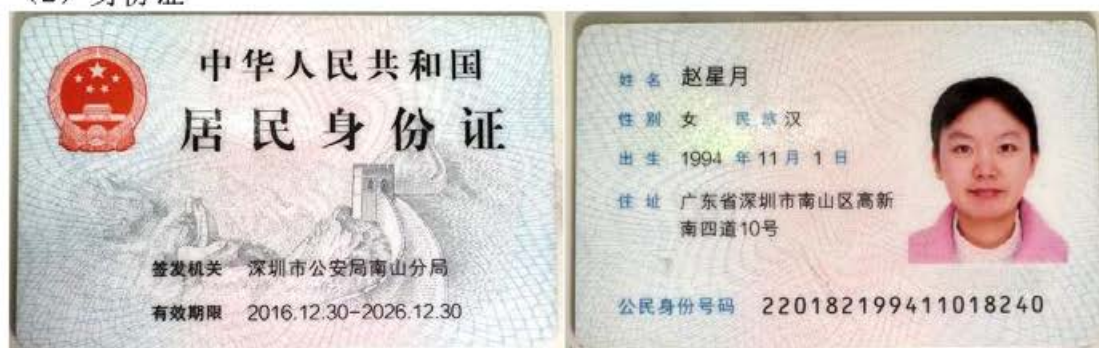 （2）身份证
中华人民共和国
居民身份证
签发机关 深圳市公安局南山分局
有效期限 2016.12.30-2026.12.30
姓名 赵星月
性别 女 民族 汉
出生 1994 年 11 月 1 日
住址 广东省深圳市南山区高新
南四道10号
公民身份号码 220182199411018240